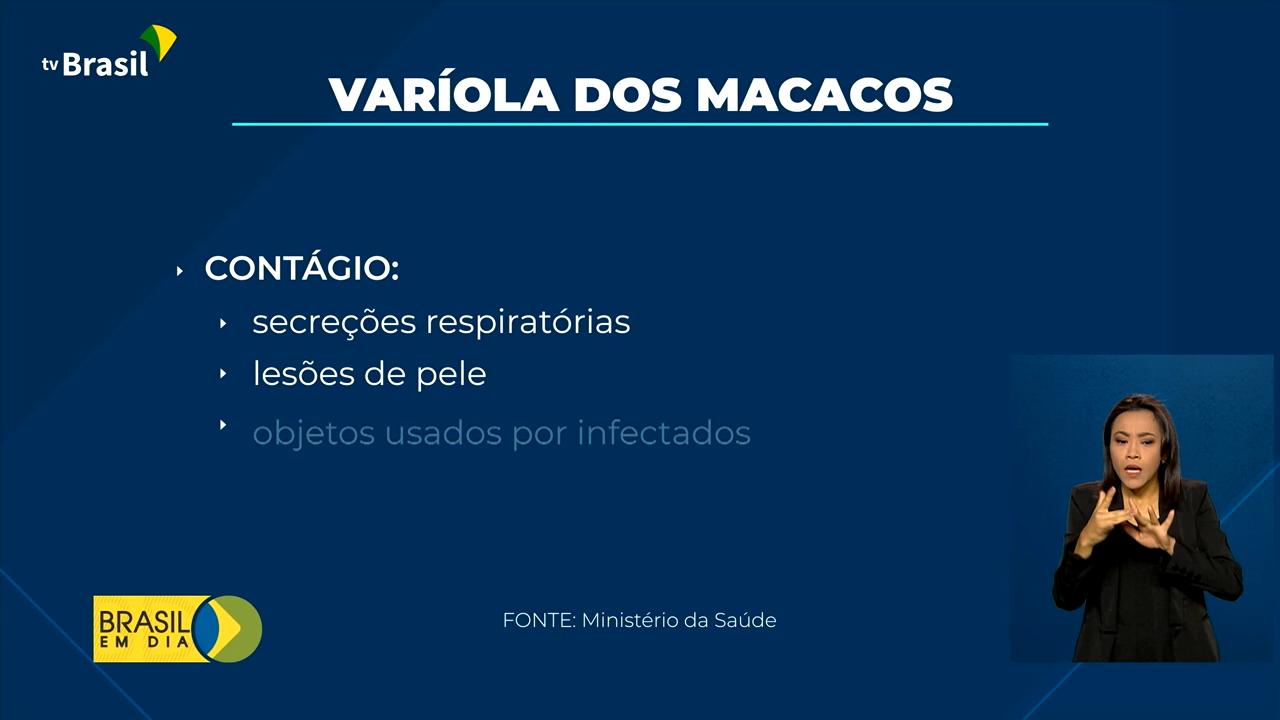 tv Brasil
VARÍOLA DOS MACACOS
CONTÁGIO:
secreções respiratórias
lesões de pele
objetos usados por infectados
BRASIL
EM DIA
FONTE: Ministério da Saúde